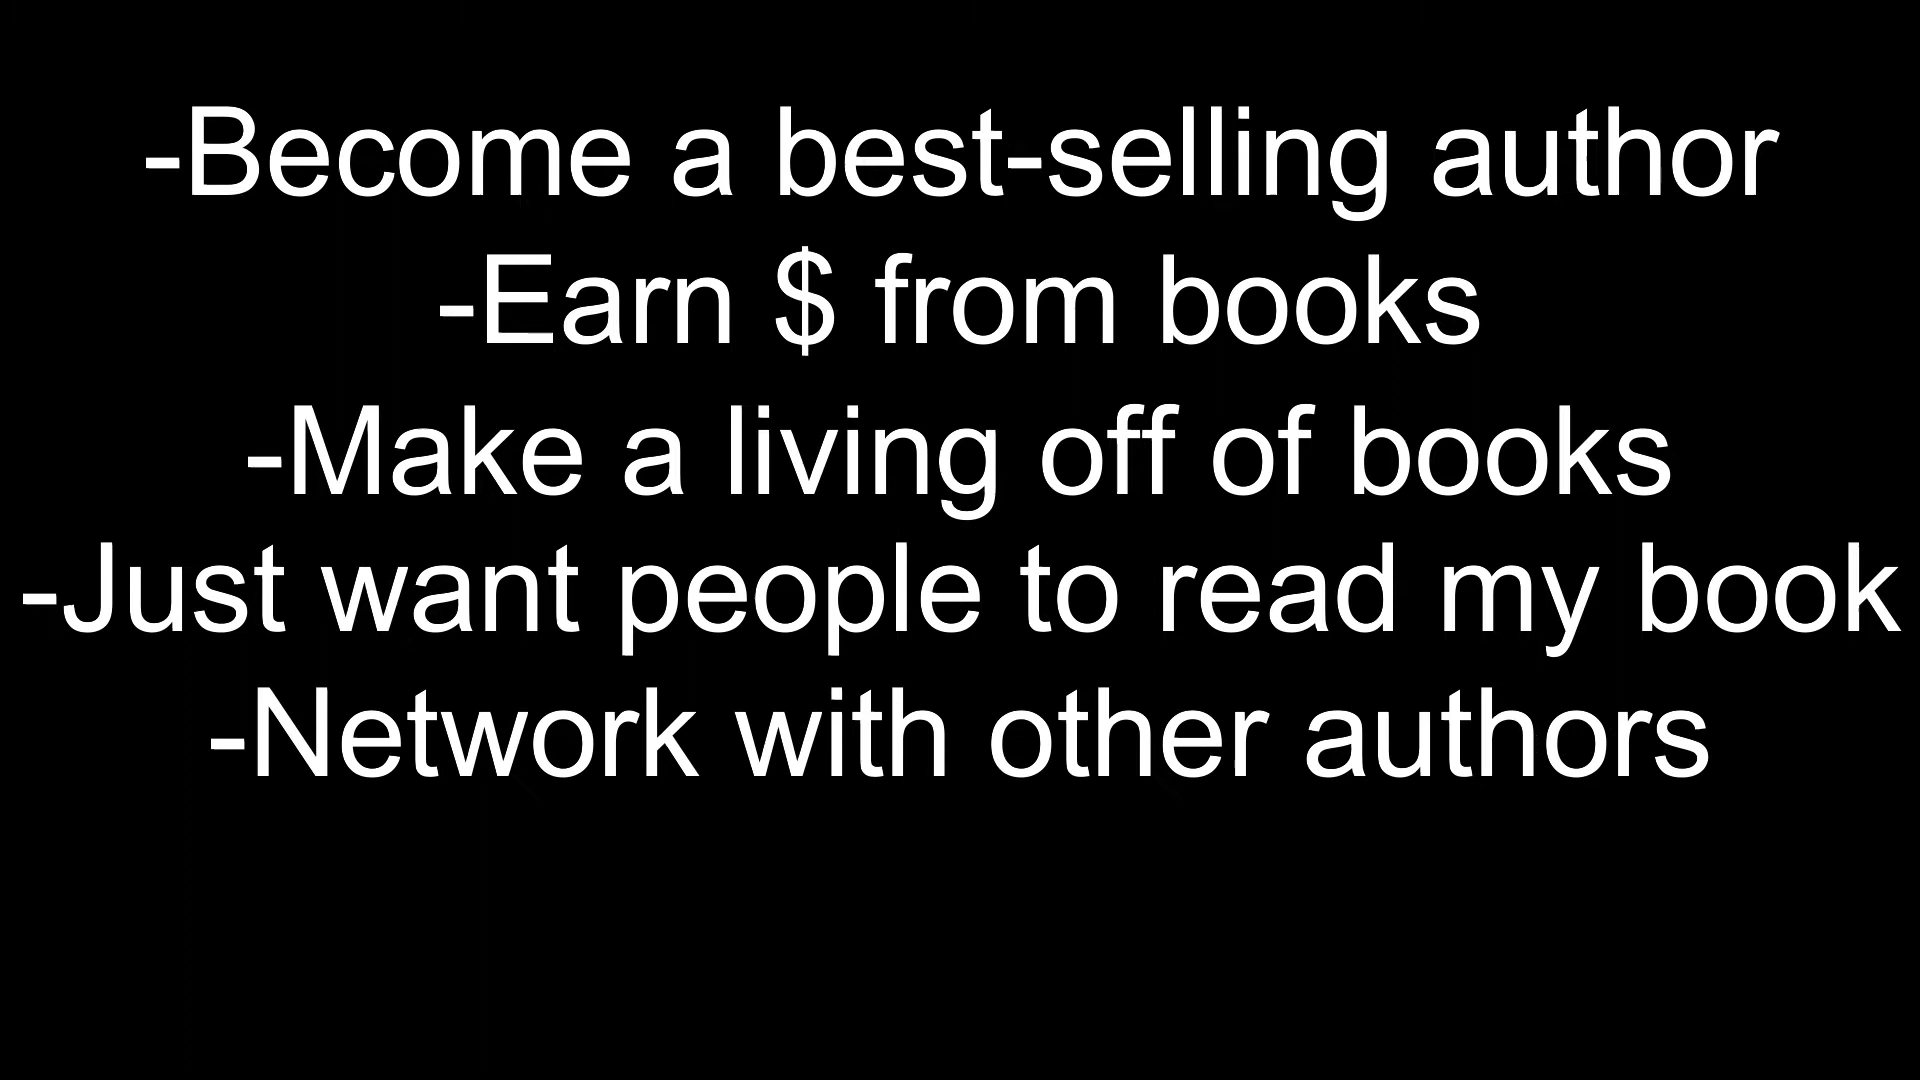 -Become a best-selling author
-Earn $ from books
-Make a living off of books
-Just want people to read my book
-Network with other authors